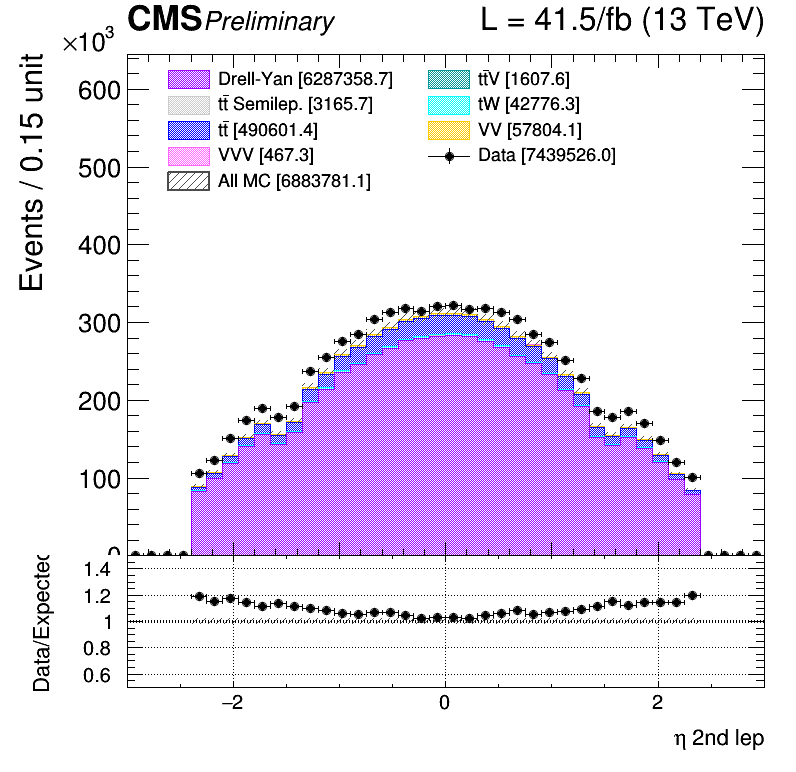 CMS Preliminary L = 41.5/fb (13 TeV)
×10³
Events / 0.15 unit
600
500
400
300
200
100
0
Drell-Yan [6287358.7]
tt̄ Semilep. [3165.7]
tt̄ [490601.4]
VVV [467.3]
All MC [6883781.1]
tt̄V [1607.6]
tW [42776.3]
VV [57804.1]
Data [7439526.0]
Data/Expected
1.4
1.2
1
0.8
0.6
−2 0 2
η 2nd lep